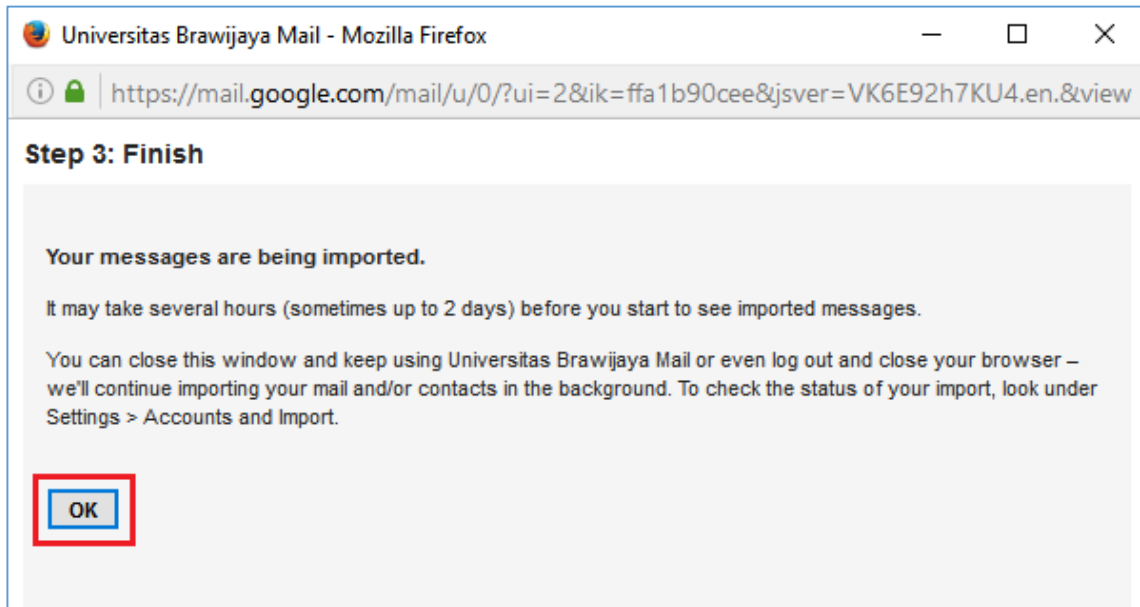 Universitas Brawijaya Mail - Mozilla Firefox
https://mail.google.com/mail/u/0/?ui=2&ik=ffa1b90cee&jsver=VK6E92h7KU4.en.&view
Step 3: Finish
Your messages are being imported.
It may take several hours (sometimes up to 2 days) before you start to see imported messages.
You can close this window and keep using Universitas Brawijaya Mail or even log out and close your browser –
we'll continue importing your mail and/or contacts in the background. To check the status of your import, look under
Settings > Accounts and Import.
OK